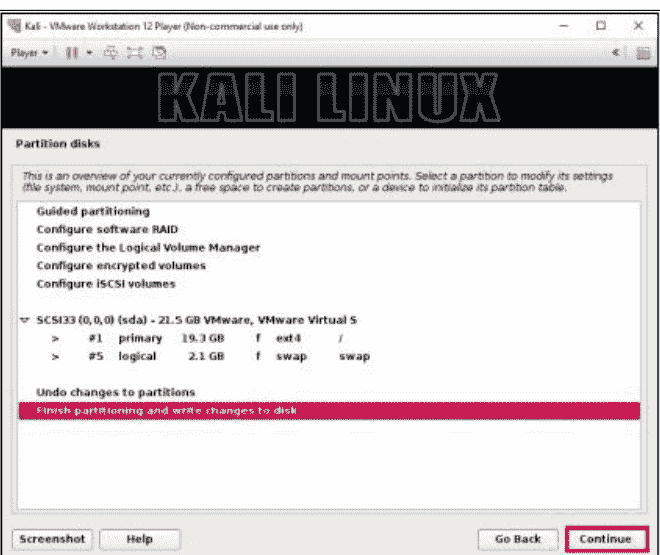 Kali - VMware Workstation 12 Player (Non-commercial use only)
Player
KALI LINUX
Partition disks
This is an overview of your currently configured partitions and mount points. Select a partition to modify its settings
(file system, mount point, etc.), a free space to create partitions, or a device to initialize its partition table.
Guided partitioning
Configure software RAID
Configure the Logical Volume Manager
Configure encrypted volumes
Configure iSCSI volumes
SCSI33 (0,0,0) (sda) - 21.5 GB VMware, VMware Virtual S
> #1 primary 19.3 GB f ext4 /
> #5 logical 2.1 GB f swap swap
Undo changes to partitions
Finish partitioning and write changes to disk
Screenshot Help Go Back Continue